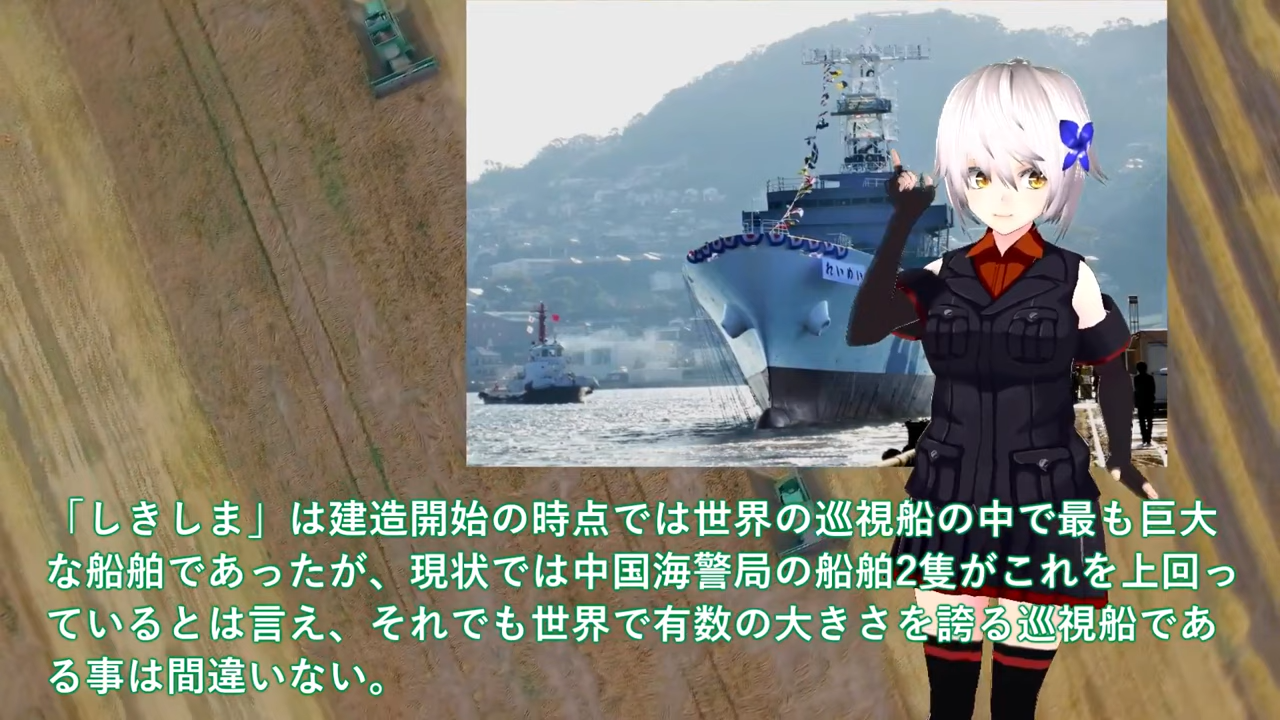 れいめい
「しきしま」は建造開始の時点では世界の巡視船の中で最も巨大
な船舶であったが、現状では中国海警局の船舶2隻がこれを上回っ
ているとは言え、それでも世界で有数の大きさを誇る巡視船であ
る事は間違いない。